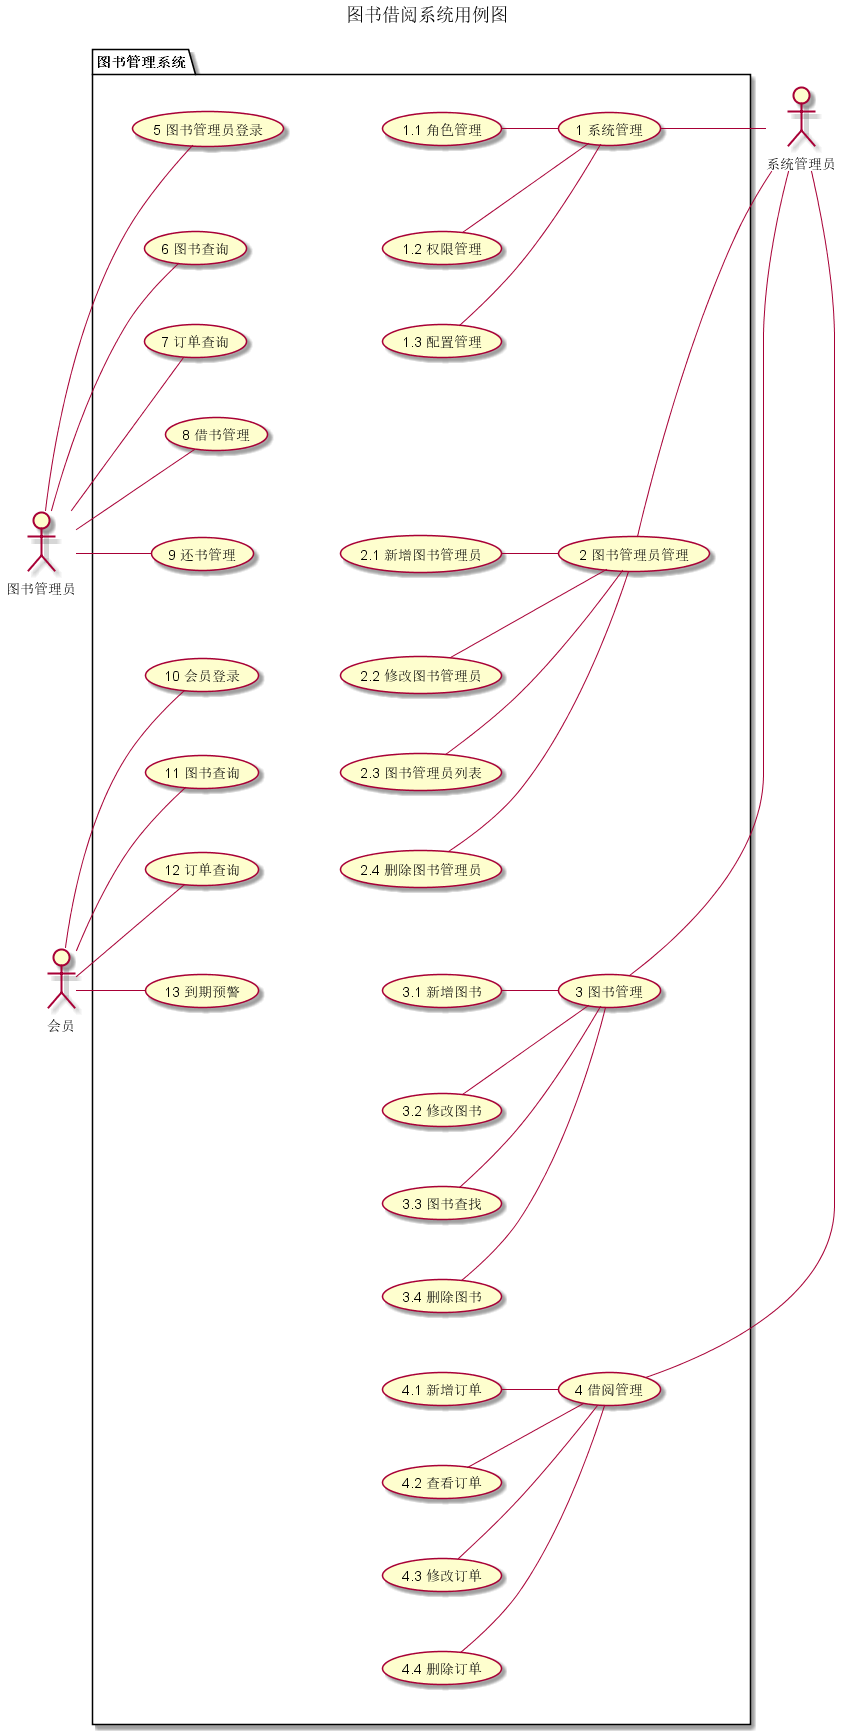 图书借阅系统用例图
图书管理系统
5 图书管理员登录
1.1 角色管理
1 系统管理
系统管理员
6 图书查询
1.2 权限管理
7 订单查询
1.3 配置管理
8 借书管理
9 还书管理
2.1 新增图书管理员
2 图书管理员管理
图书管理员
10 会员登录
2.2 修改图书管理员
11 图书查询
2.3 图书管理员列表
12 订单查询
2.4 删除图书管理员
13 到期预警
3.1 新增图书
3 图书管理
会员
3.2 修改图书
3.3 图书查找
3.4 删除图书
4.1 新增订单
4 借阅管理
4.2 查看订单
4.3 修改订单
4.4 删除订单